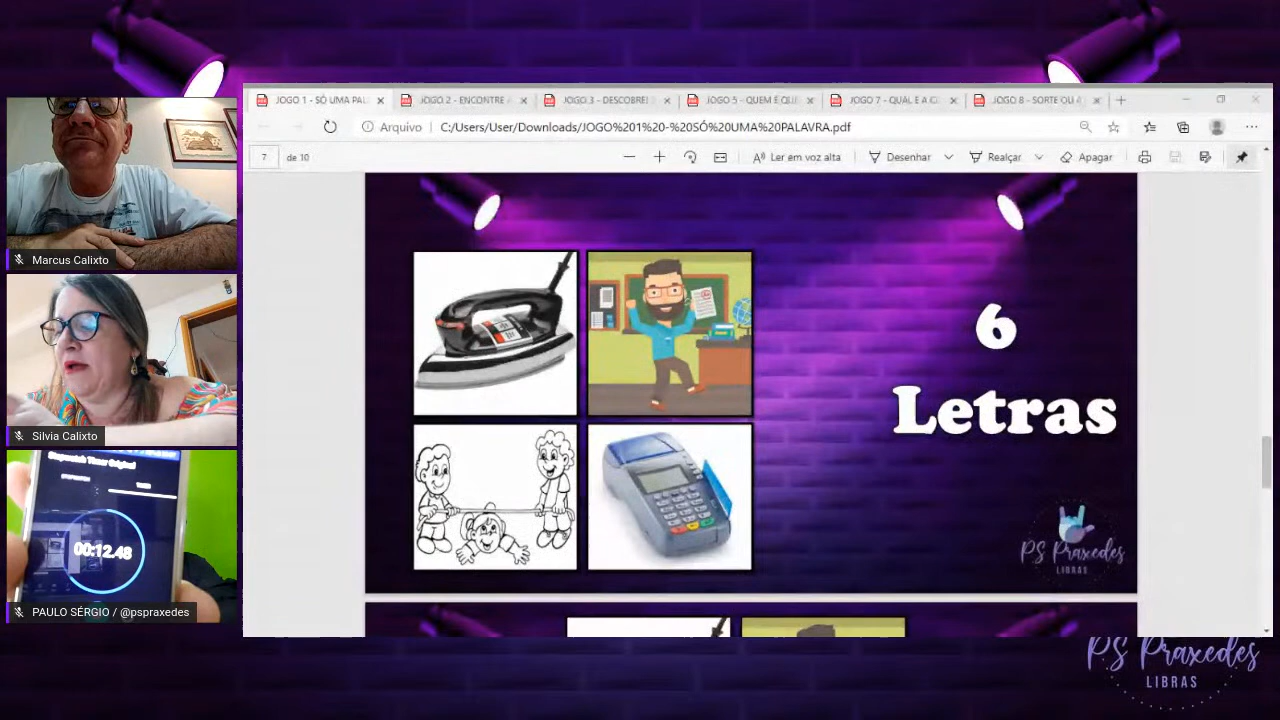 JOGO 1 - SÓ UMA PAL
JOGO 2 - ENCONTRE
JOGO 3 - DESCOBRE!
JOGO 5 - QUEM É QUE
JOGO 7 - QUAL É A
JOGO 8 - SORTE OU
Arquivo
C:/Users/User/Downloads/JOGO%201%20-%20SÓ%20UMA%20PALAVRA.pdf
7
de 10
Ler em voz alta
Desenhar
Realçar
Apagar
6
Letras
PS Praxedes
LIBRAS
Marcus Calixto
Silvia Calixto
00:12.48
PAULO SÉRGIO / @pspraxedes
PS Praxedes
LIBRAS